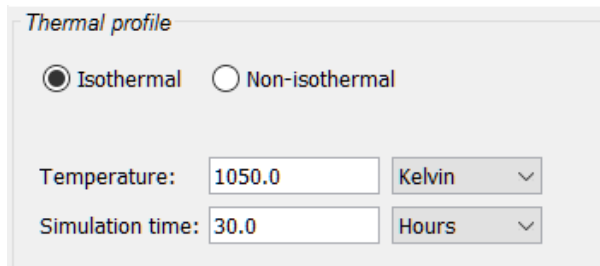 Thermal profile
Isothermal Non-isothermal
Temperature: 1050.0 Kelvin
Simulation time: 30.0 Hours